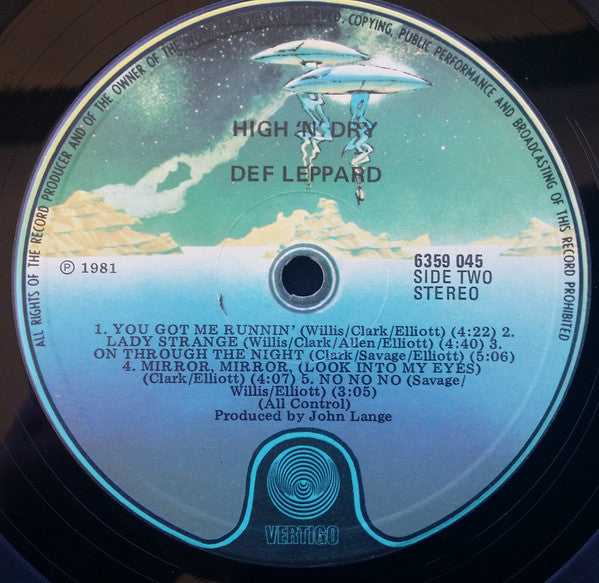 ALL RIGHTS OF THE RECORD PRODUCER AND OF THE OWNER OF THE RESERVED. COPYING, PUBLIC PERFORMANCE AND BROADCASTING OF THIS RECORD PROHIBITED
HIGH 'N' DRY
DEF LEPPARD
℗ 1981
6359 045
SIDE TWO
STEREO
1. YOU GOT ME RUNNIN' (Willis/Clark/Elliott) (4:22) 2.
LADY STRANGE (Willis/Clark/Allen/Elliott) (4:40) 3.
ON THROUGH THE NIGHT (Clark/Savage/Elliott) (5:06)
4. MIRROR, MIRROR, (LOOK INTO MY EYES)
(Clark/Elliott) (4:07) 5. NO NO NO (Savage/
Willis/Elliott) (3:05)
(All Control)
Produced by John Lange
VERTIGO